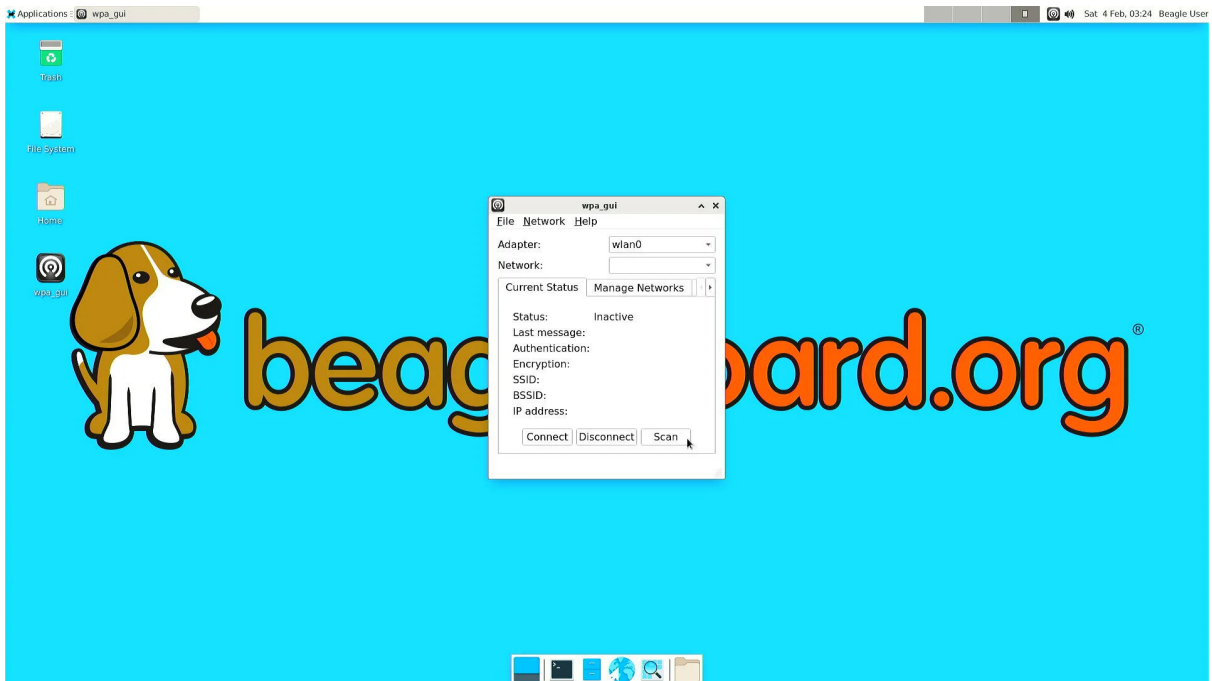 Applications
wpa_gui
Sat 4 Feb, 03:24 Beagle User
Trash
File System
Home
wpa_gui
beag
oard.org®
wpa_gui
File Network Help
Adapter: wlan0
Network:
Current Status Manage Networks
Status: Inactive
Last message:
Authentication:
Encryption:
SSID:
BSSID:
IP address:
Connect Disconnect Scan